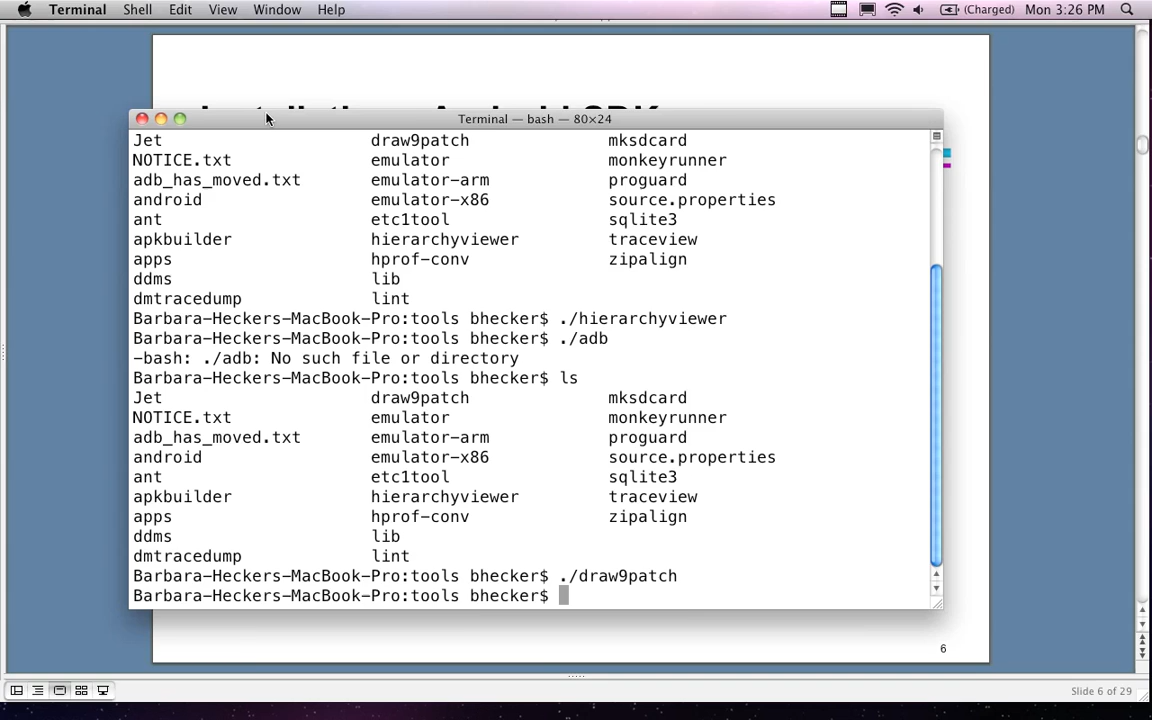 Terminal Shell Edit View Window Help (Charged) Mon 3:26 PM
Terminal — bash — 80×24
Jet draw9patch mksdcard
NOTICE.txt emulator monkeyrunner
adb_has_moved.txt emulator-arm proguard
android emulator-x86 source.properties
ant etc1tool sqlite3
apkbuilder hierarchyviewer traceview
apps hprof-conv zipalign
ddms lib
dmtracedump lint
Barbara-Heckers-MacBook-Pro:tools bhecker$ ./hierarchyviewer
Barbara-Heckers-MacBook-Pro:tools bhecker$ ./adb
-bash: ./adb: No such file or directory
Barbara-Heckers-MacBook-Pro:tools bhecker$ ls
Jet draw9patch mksdcard
NOTICE.txt emulator monkeyrunner
adb_has_moved.txt emulator-arm proguard
android emulator-x86 source.properties
ant etc1tool sqlite3
apkbuilder hierarchyviewer traceview
apps hprof-conv zipalign
ddms lib
dmtracedump lint
Barbara-Heckers-MacBook-Pro:tools bhecker$ ./draw9patch
Barbara-Heckers-MacBook-Pro:tools bhecker$
6
Slide 6 of 29